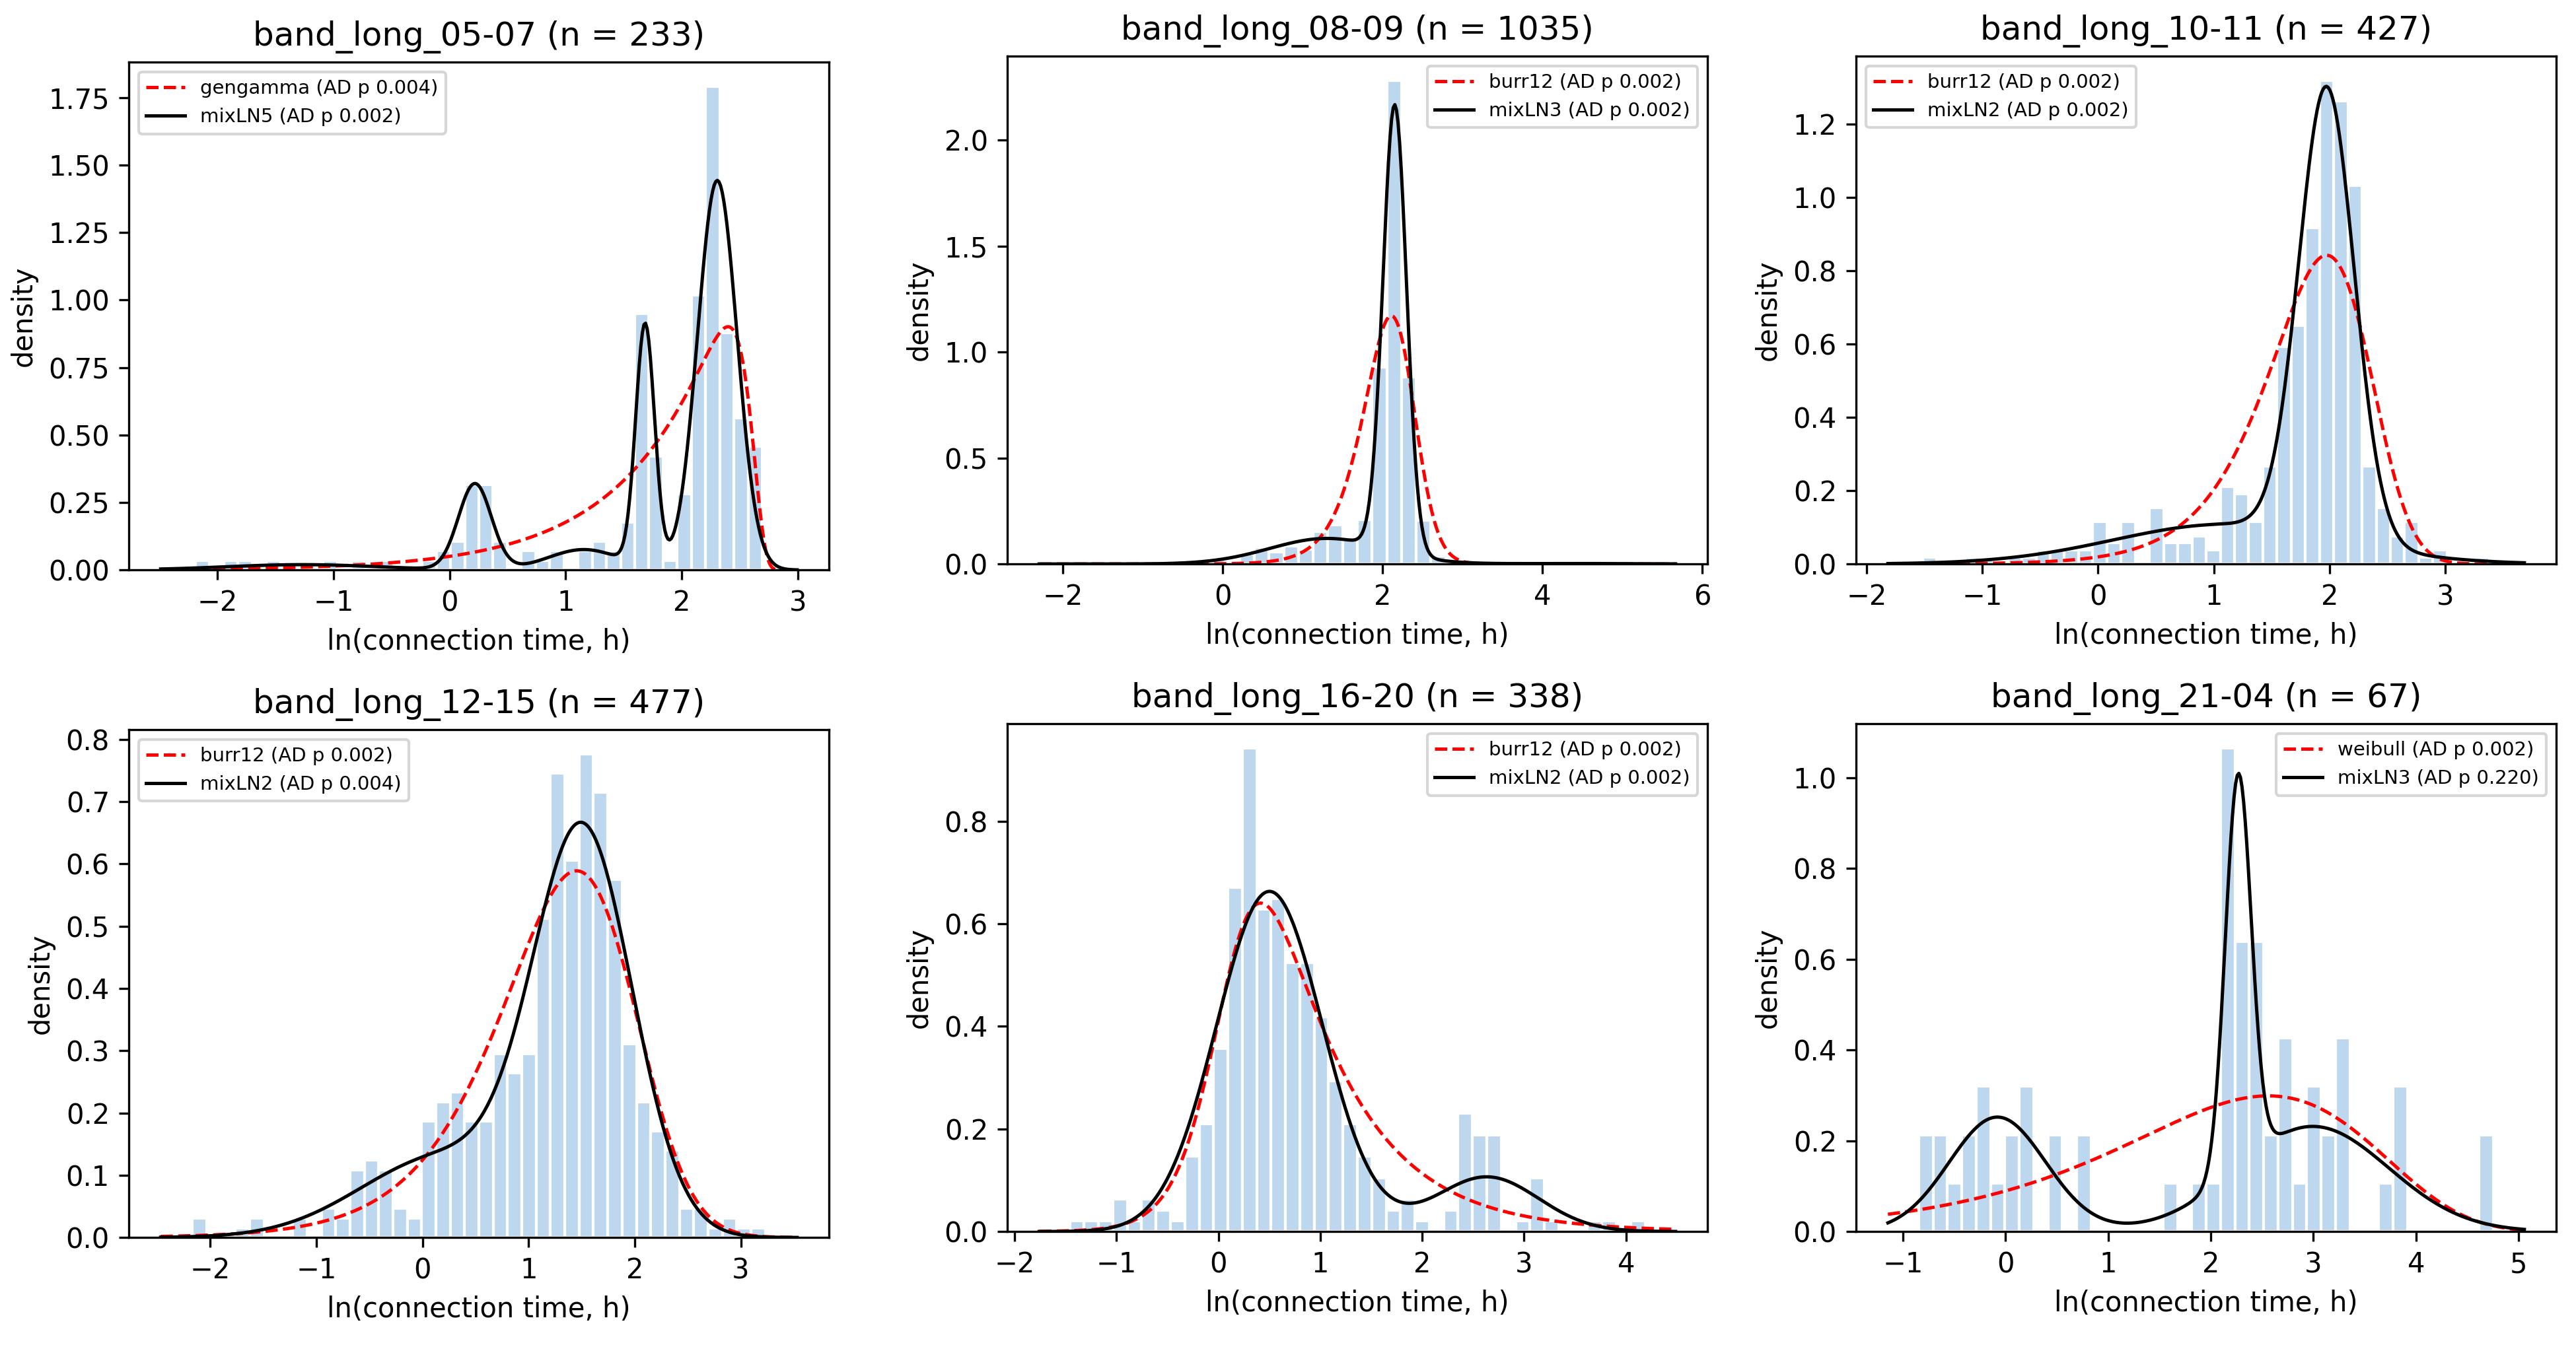 band_long_05-07 (n = 233)
gengamma (AD p 0.004)
mixLN5 (AD p 0.002)
1.75
1.50
1.25
1.00
0.75
0.50
0.25
0.00
density
−2
−1
0
1
2
3
ln(connection time, h)
band_long_08-09 (n = 1035)
burr12 (AD p 0.002)
mixLN3 (AD p 0.002)
2.0
1.5
1.0
0.5
0.0
density
−2
0
2
4
6
ln(connection time, h)
band_long_10-11 (n = 427)
burr12 (AD p 0.002)
mixLN2 (AD p 0.002)
1.2
1.0
0.8
0.6
0.4
0.2
0.0
density
−2
−1
0
1
2
3
ln(connection time, h)
band_long_12-15 (n = 477)
burr12 (AD p 0.002)
mixLN2 (AD p 0.004)
0.8
0.7
0.6
0.5
0.4
0.3
0.2
0.1
0.0
density
−2
−1
0
1
2
3
ln(connection time, h)
band_long_16-20 (n = 338)
burr12 (AD p 0.002)
mixLN2 (AD p 0.002)
0.8
0.6
0.4
0.2
0.0
density
−2
−1
0
1
2
3
4
ln(connection time, h)
band_long_21-04 (n = 67)
weibull (AD p 0.002)
mixLN3 (AD p 0.220)
1.0
0.8
0.6
0.4
0.2
0.0
density
−1
0
1
2
3
4
5
ln(connection time, h)